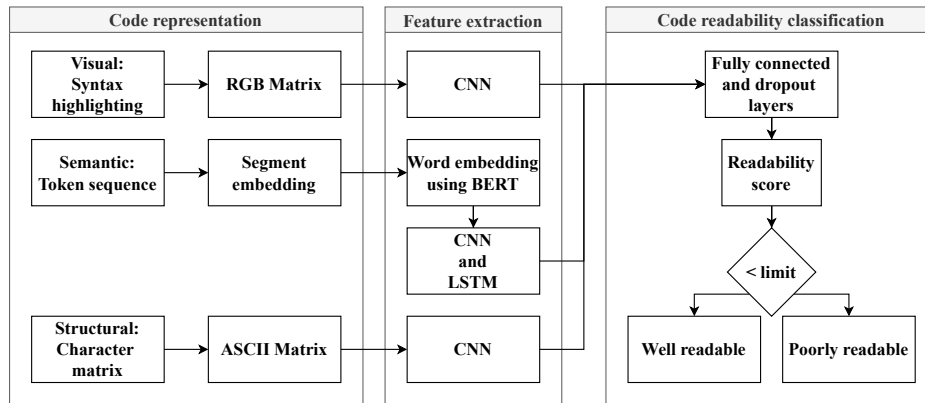 Code representation
Feature extraction
Code readability classification
Visual:
Syntax
highlighting
RGB Matrix
CNN
Fully connected
and dropout
layers
Semantic:
Token sequence
Segment
embedding
Word embedding
using BERT
Readability
score
CNN
and
LSTM
< limit
Structural:
Character
matrix
ASCII Matrix
CNN
Well readable
Poorly readable